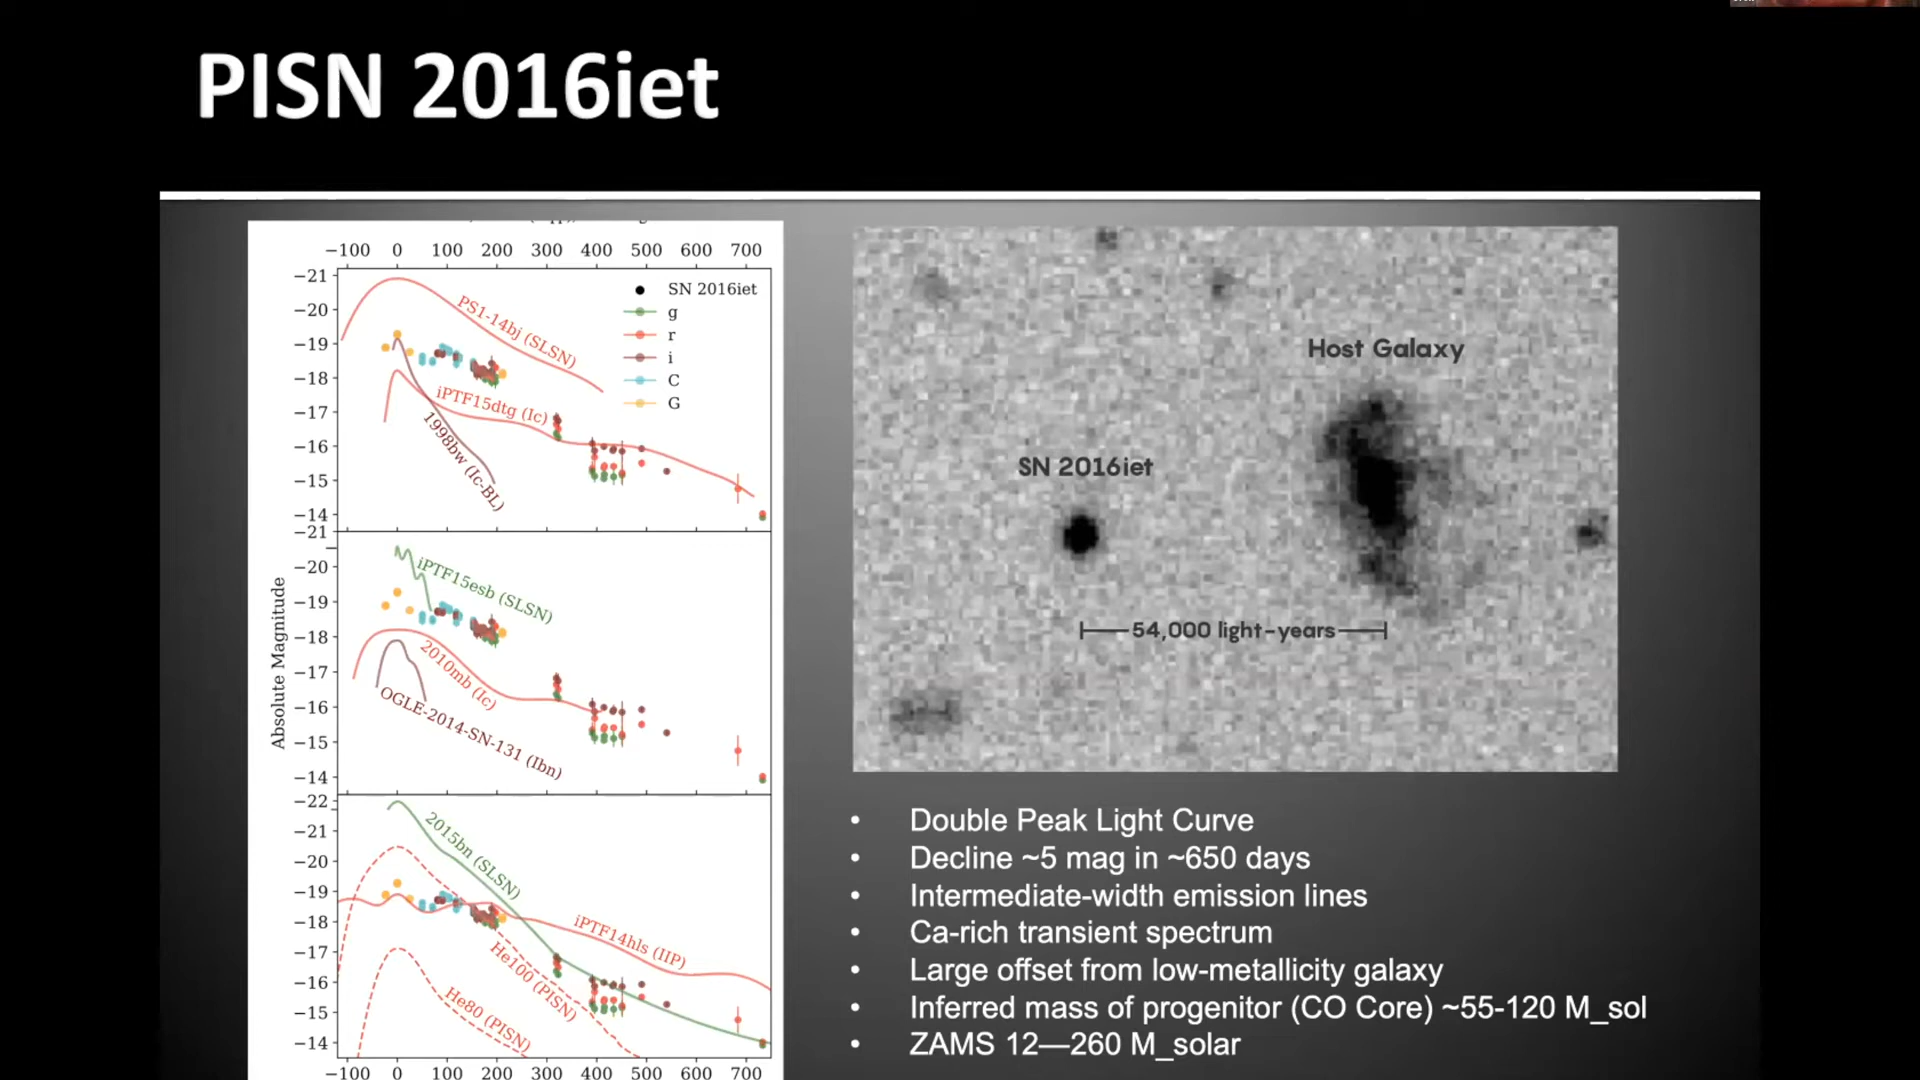 PISN 2016iet
−100 0 100 200 300 400 500 600 700
−21
−20
−19
−18
−17
−16
−15
−14
PS1-14bj (SLSN)
iPTF15dtg (Ic)
1998bw (Ic-BL)
SN 2016iet
g
r
i
C
G
Absolute Magnitude
−21
−20
−19
−18
−17
−16
−15
−14
iPTF15esb (SLSN)
2010mb (Ic)
OGLE-2014-SN-131 (Ibn)
−22
−21
−20
−19
−18
−17
−16
−15
−14
2015bn (SLSN)
iPTF14hls (IIP)
He100 (PISN)
He80 (PISN)
−100 0 100 200 300 400 500 600 700
Host Galaxy
SN 2016iet
54,000 light-years
• Double Peak Light Curve
• Decline ~5 mag in ~650 days
• Intermediate-width emission lines
• Ca-rich transient spectrum
• Large offset from low-metallicity galaxy
• Inferred mass of progenitor (CO Core) ~55-120 M_sol
• ZAMS 12—260 M_solar